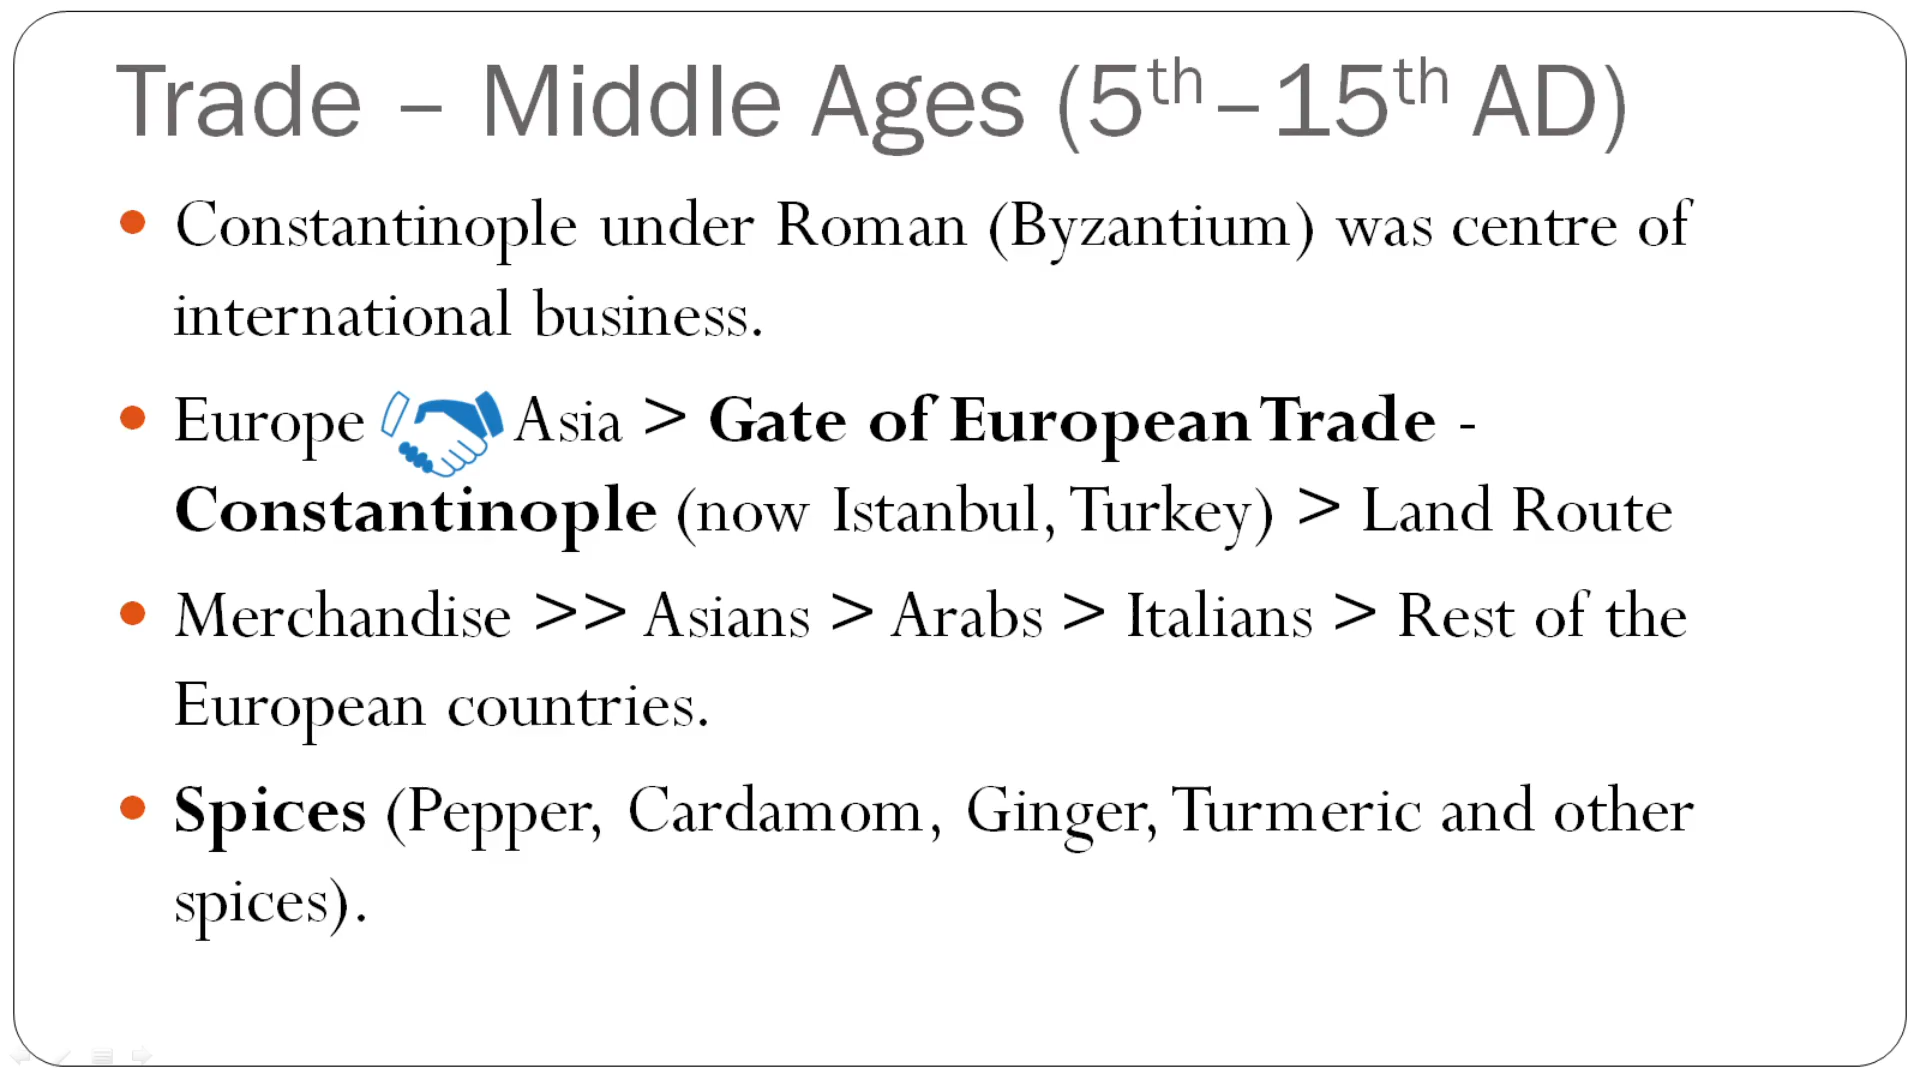 Trade – Middle Ages (5th–15th AD)
Constantinople under Roman (Byzantium) was centre of
international business.
Europe Asia > Gate of European Trade -
Constantinople (now Istanbul, Turkey) > Land Route
Merchandise >> Asians > Arabs > Italians > Rest of the
European countries.
Spices (Pepper, Cardamom, Ginger, Turmeric and other
spices).